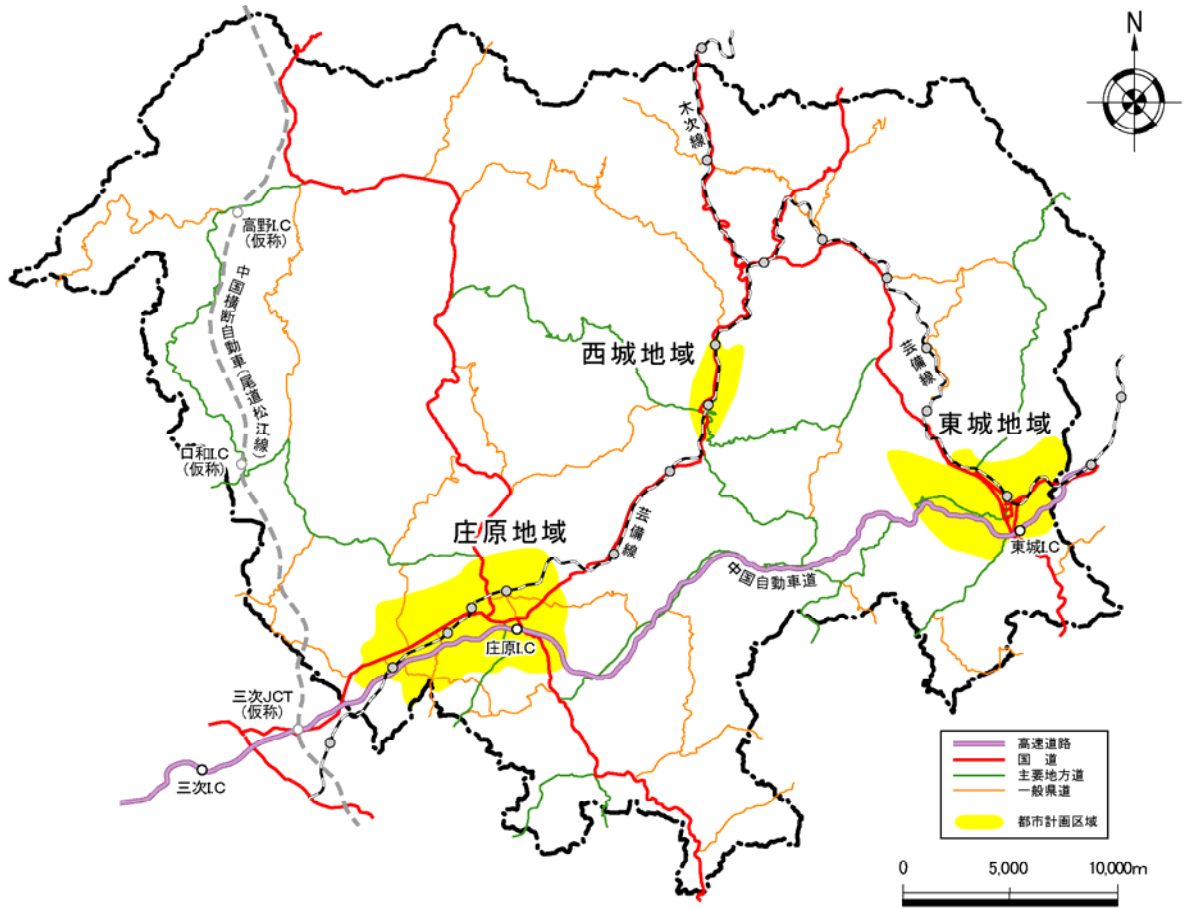 N
木次線
高野I.C
(仮称)
中国横断自動車(尾道松江線)
西城地域
芸備線
東城地域
口和I.C
(仮称)
庄原地域
芸備線
東城I.C
中国自動車道
庄原I.C
三次JCT
(仮称)
三次I.C
高速道路
国道
主要地方道
一般県道
都市計画区域
0 5,000 10,000m